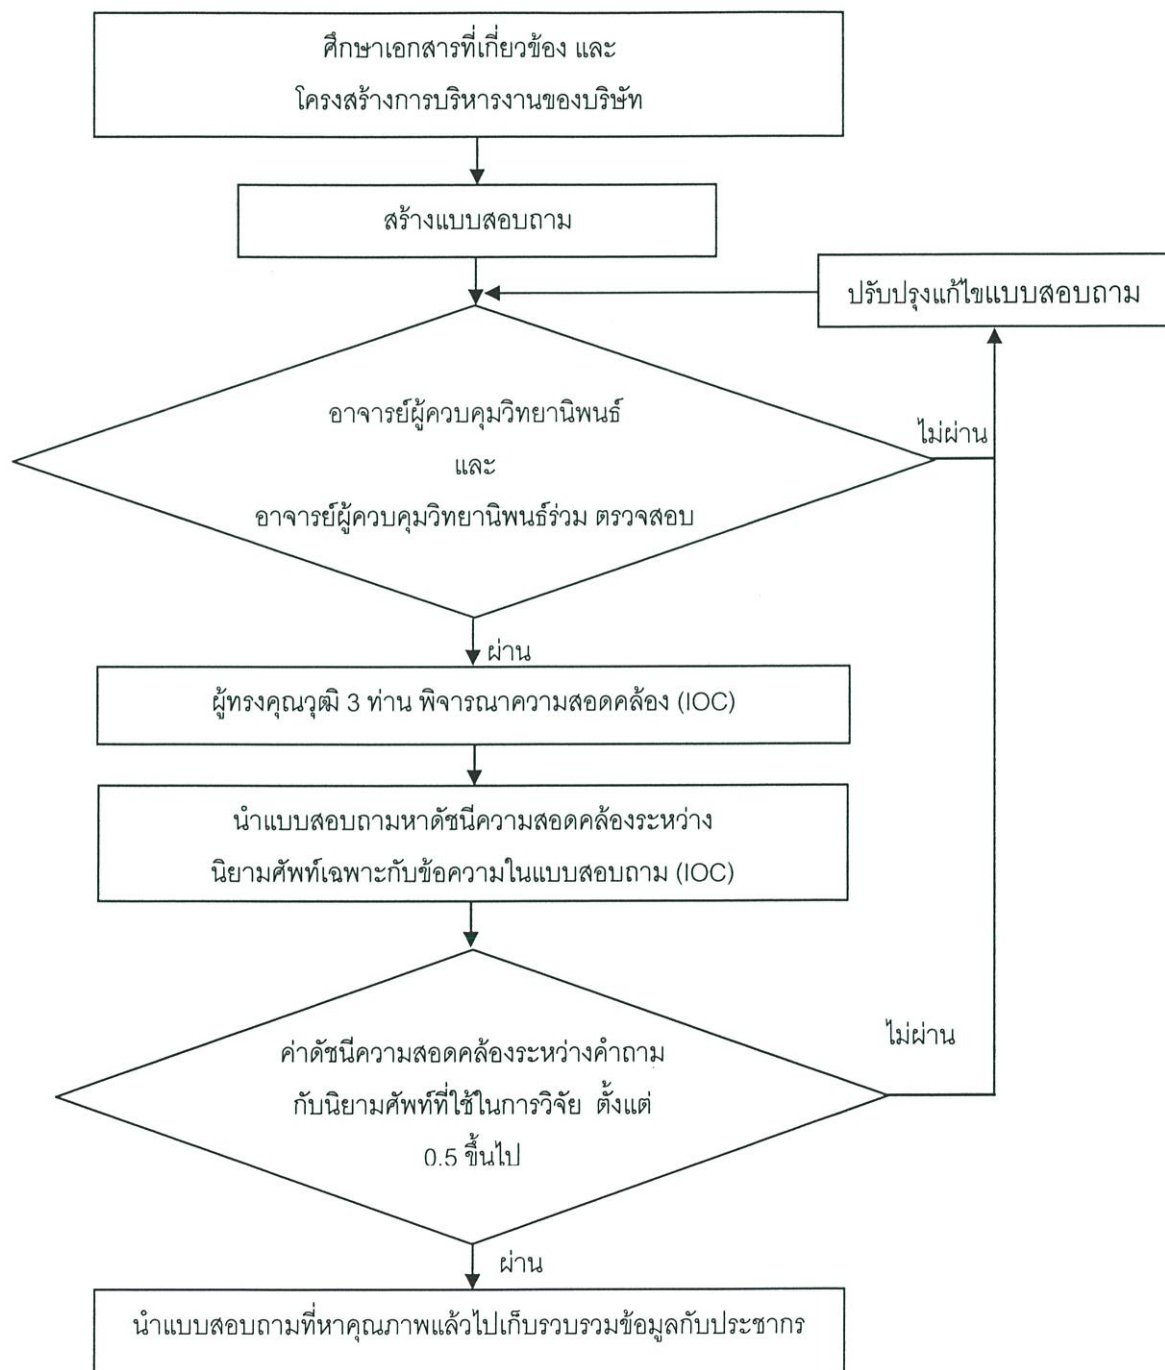 ศึกษาเอกสารที่เกี่ยวข้อง และ
โครงสร้างการบริหารงานของบริษัท
สร้างแบบสอบถาม
ปรับปรุงแก้ไขแบบสอบถาม
อาจารย์ผู้ควบคุมวิทยานิพนธ์
และ
อาจารย์ผู้ควบคุมวิทยานิพนธ์ร่วม ตรวจสอบ
ไม่ผ่าน
ผ่าน
ผู้ทรงคุณวุฒิ 3 ท่าน พิจารณาความสอดคล้อง (IOC)
นำแบบสอบถามหาดัชนีความสอดคล้องระหว่าง
นิยามศัพท์เฉพาะกับข้อความในแบบสอบถาม (IOC)
ค่าดัชนีความสอดคล้องระหว่างคำถาม
กับนิยามศัพท์ที่ใช้ในการวิจัย ตั้งแต่
0.5 ขึ้นไป
ไม่ผ่าน
ผ่าน
นำแบบสอบถามที่หาคุณภาพแล้วไปเก็บรวบรวมข้อมูลกับประชากร